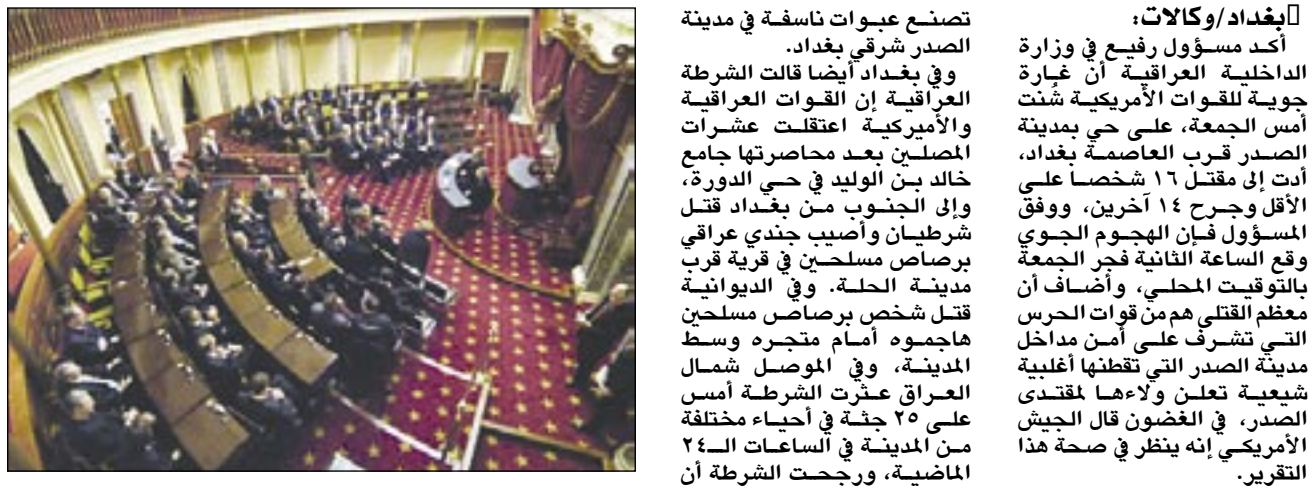 بغداد/وكالات:
أكد مسؤول رفيع في وزارة
الداخلية العراقية أن غارة
جوية للقوات الأمريكية شُنت
أمس الجمعة، على حي بمدينة
الصدر قرب العاصمة بغداد،
أدت إلى مقتل ١٦ شخصا على
الأقل وجرح ١٤ آخرين، ووفق
المسؤول فإن الهجوم الجوي
وقع الساعة الثانية فجر الجمعة
بالتوقيت المحلي، وأضاف أن
معظم القتلى هم من قوات الحرس
التي تشرف على أمن مداخل
مدينة الصدر التي تقطنها أغلبية
شيعية تعلن ولاءها لمقتدى
الصدر، في الغضون قال الجيش
الأمريكي إنه ينظر في صحة هذا
التقرير.
تصنع عبوات ناسفة في مدينة
الصدر شرقي بغداد.
وفي بغداد أيضا قالت الشرطة
العراقية إن القوات العراقية
والأميركية اعتقلت عشرات
المصلين بعد محاصرتها جامع
خالد بن الوليد في حي الدورة،
وإلى الجنوب من بغداد قتل
شرطيان وأصيب جندي عراقي
برصاص مسلحين في قرية قرب
مدينة الحلة. وفي الديوانية
قتل شخص برصاص مسلحين
هاجموه أمام متجره وسط
المدينة، وفي الموصل شمال
العراق عثرت الشرطة أمس
على ٢٥ جثة في أحياء مختلفة
من المدينة في الساعات الـ٢٤
الماضية، ورجحت الشرطة أن